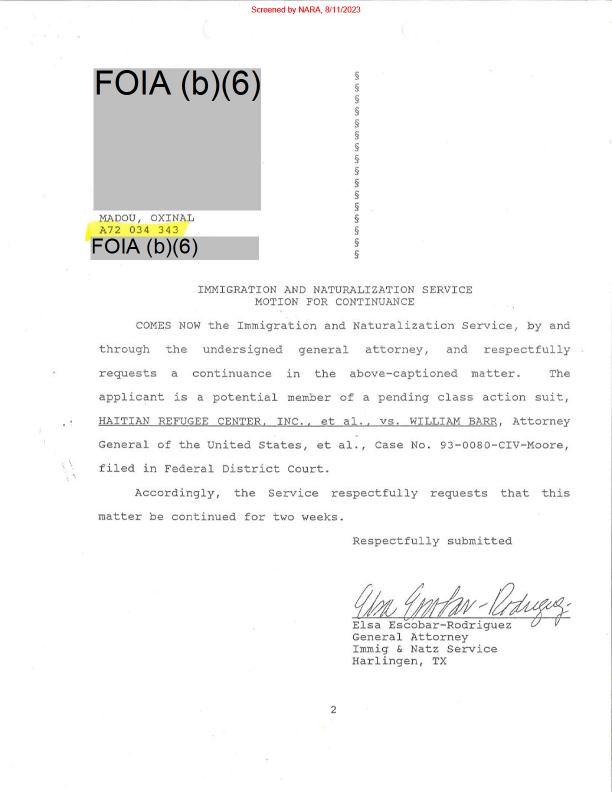 Screened by NARA, 8/11/2023
FOIA (b)(6)
§
§
§
§
§
§
§
§
§
§
§
§
MADOU, OXINAL §
A72 034 343 §
FOIA (b)(6) §
§
IMMIGRATION AND NATURALIZATION SERVICE
MOTION FOR CONTINUANCE
COMES NOW the Immigration and Naturalization Service, by and
through the undersigned general attorney, and respectfully
requests a continuance in the above-captioned matter. The
applicant is a potential member of a pending class action suit,
HAITIAN REFUGEE CENTER, INC., et al., vs. WILLIAM BARR, Attorney
General of the United States, et al., Case No. 93-0080-CIV-Moore,
filed in Federal District Court.
Accordingly, the Service respectfully requests that this
matter be continued for two weeks.
Respectfully submitted
Elsa Escobar-Rodriguez
Elsa Escobar-Rodriguez
General Attorney
Immig & Natz Service
Harlingen, TX
2